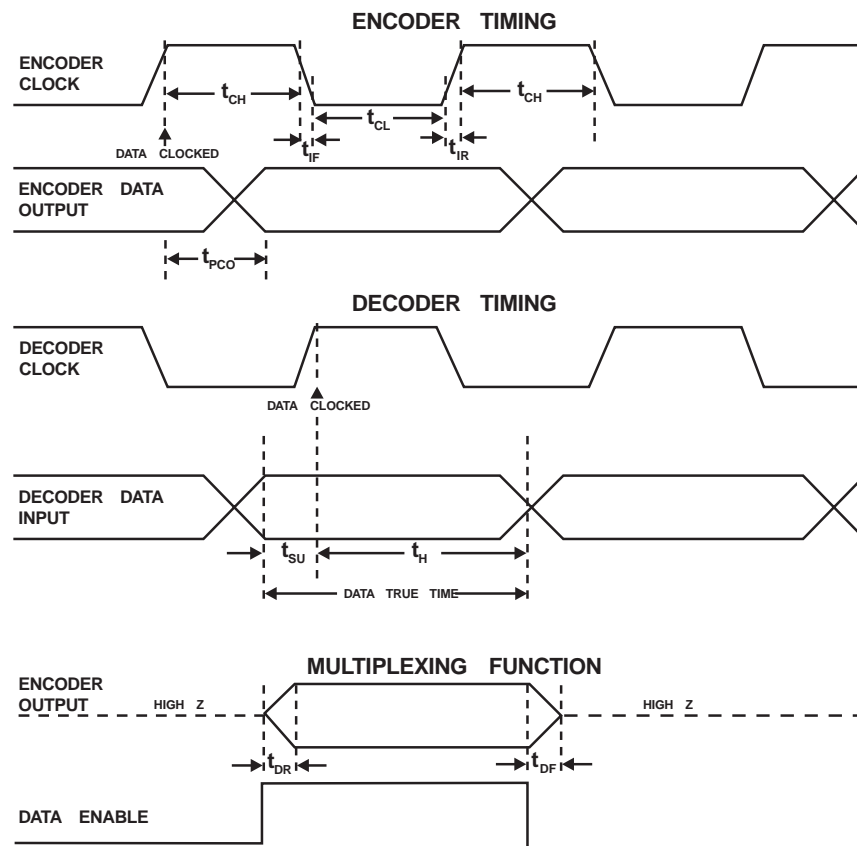 ENCODER TIMING
ENCODER
CLOCK
tCH
tCH
tCL
tIF
tIR
DATA CLOCKED
ENCODER DATA
OUTPUT
tPCO
DECODER TIMING
DECODER
CLOCK
DATA CLOCKED
DECODER DATA
INPUT
tSU
tH
DATA TRUE TIME
MULTIPLEXING FUNCTION
ENCODER
OUTPUT
HIGH Z
HIGH Z
tDR
tDF
DATA ENABLE